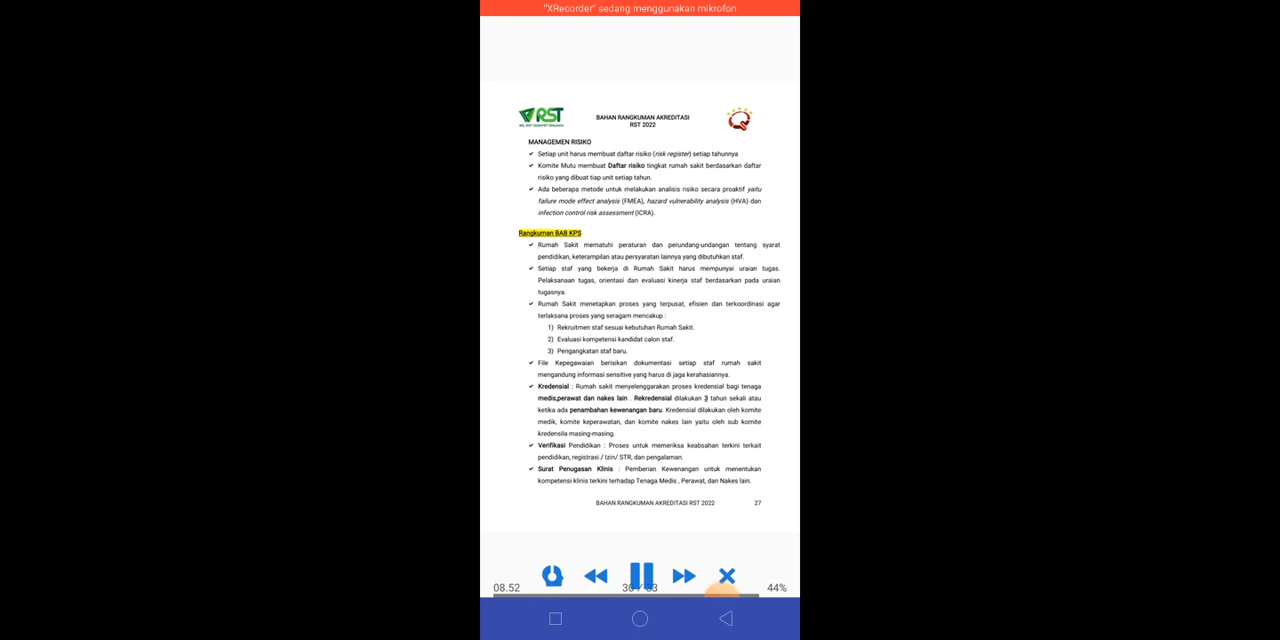 "XRecorder" sedang menggunakan mikrofon
RST
BAHAN RANGKUMAN AKREDITASI
RST 2022
MANAGEMEN RISIKO
✓ Setiap unit harus membuat daftar risiko (risk register) setiap tahunnya
✓ Komite Mutu membuat Daftar risiko tingkat rumah sakit berdasarkan daftar
risiko yang dibuat tiap unit setiap tahun.
✓ Ada beberapa metode untuk melakukan analisis risiko secara proaktif yaitu
failure mode effect analysis (FMEA), hazard vulnerability analysis (HVA) dan
infection control risk assessment (ICRA).
Rangkuman BAB KPS
✓ Rumah Sakit mematuhi peraturan dan perundang-undangan tentang syarat
pendidikan, keterampilan atau persyaratan lainnya yang dibutuhkan staf.
✓ Setiap staf yang bekerja di Rumah Sakit harus mempunyai uraian tugas.
Pelaksanaan tugas, orientasi dan evaluasi kinerja staf berdasarkan pada uraian
tugasnya.
✓ Rumah Sakit menetapkan proses yang terpusat, efisien dan terkoordinasi agar
terlaksana proses yang seragam mencakup :
1) Rekruitmen staf sesuai kebutuhan Rumah Sakit.
2) Evaluasi kompetensi kandidat calon staf.
3) Pengangkatan staf baru.
✓ File Kepegawaian berisikan dokumentasi setiap staf rumah sakit
mengandung informasi sensitive yang harus di jaga kerahasiannya.
✓ Kredensial : Rumah sakit menyelenggarakan proses kredensial bagi tenaga
medis,perawat dan nakes lain . Rekredensial dilakukan 3 tahun sekali atau
ketika ada penambahan kewenangan baru. Kredensial dilakukan oleh komite
medik, komite keperawatan, dan komite nakes lain yaitu oleh sub komite
kredensila masing-masing.
✓ Verifikasi Pendidikan : Proses untuk memeriksa keabsahan terkini terkait
pendidikan, registrasi / Izin/ STR, dan pengalaman.
✓ Surat Penugasan Klinis : Pemberian Kewenangan untuk menentukan
kompetensi klinis terkini terhadap Tenaga Medis , Perawat, dan Nakes lain.
BAHAN RANGKUMAN AKREDITASI RST 2022 27
08.52 44%